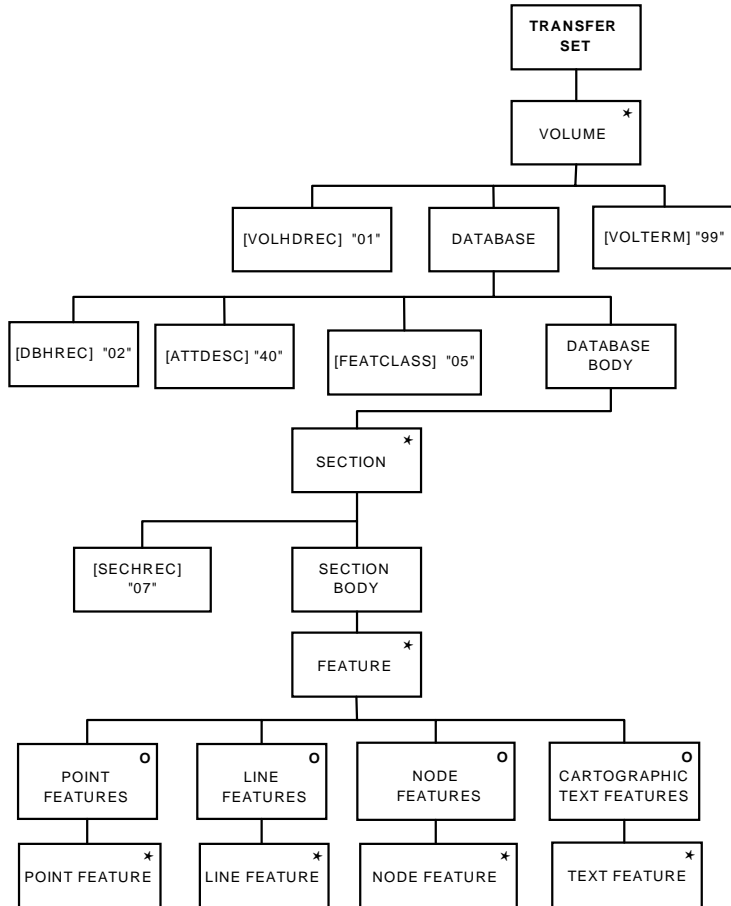 TRANSFER
SET
*
VOLUME
[VOLHDREC] "01"
DATABASE
[VOLTERM] "99"
[DBHREC] "02"
[ATTDESC] "40"
[FEATCLASS] "05"
DATABASE
BODY
*
SECTION
[SECHREC]
"07"
SECTION
BODY
*
FEATURE
O
POINT
FEATURES
O
LINE
FEATURES
O
NODE
FEATURES
O
CARTOGRAPHIC
TEXT FEATURES
*
POINT FEATURE
*
LINE FEATURE
*
NODE FEATURE
*
TEXT FEATURE